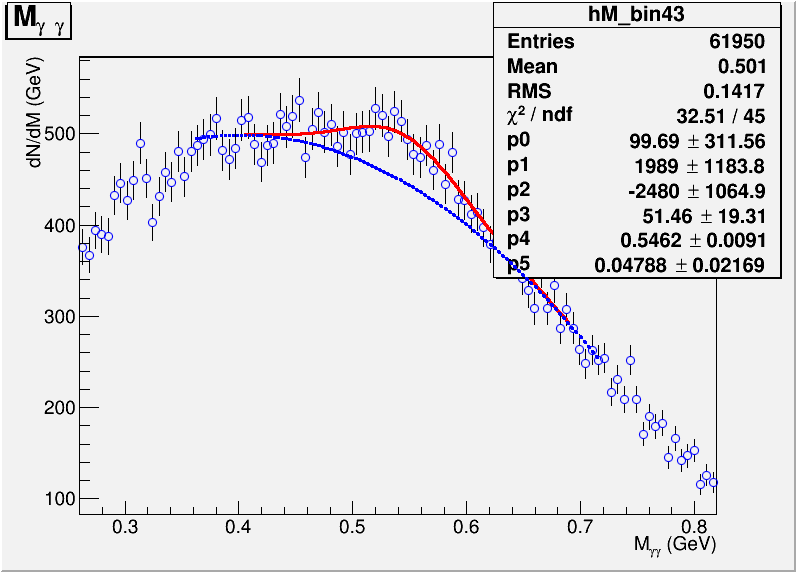 Mγ γ
hM_bin43
Entries 61950
Mean 0.501
RMS 0.1417
χ² / ndf 32.51 / 45
p0 99.69 ± 311.56
p1 1989 ± 1183.8
p2 -2480 ± 1064.9
p3 51.46 ± 19.31
p4 0.5462 ± 0.0091
p5 0.04788 ± 0.02169
dN/dM (GeV)
500
400
300
200
100
0.3 0.4 0.5 0.6 0.7 0.8
Mγγ (GeV)